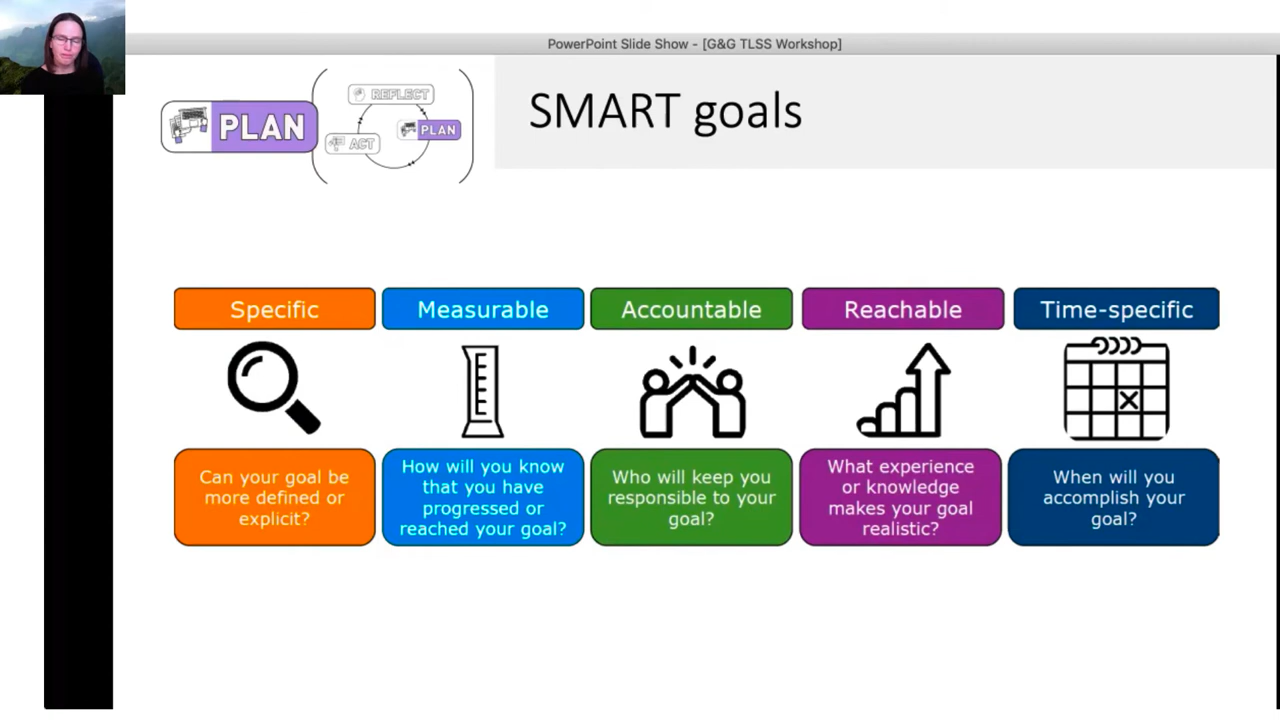 PowerPoint Slide Show - [G&G TLSS Workshop]
PLAN
REFLECT
PLAN
ACT
SMART goals
Specific
Measurable
Accountable
Reachable
Time-specific
Can your goal be
more defined or
explicit?
How will you know
that you have
progressed or
reached your goal?
Who will keep you
responsible to your
goal?
What experience
or knowledge
makes your goal
realistic?
When will you
accomplish your
goal?